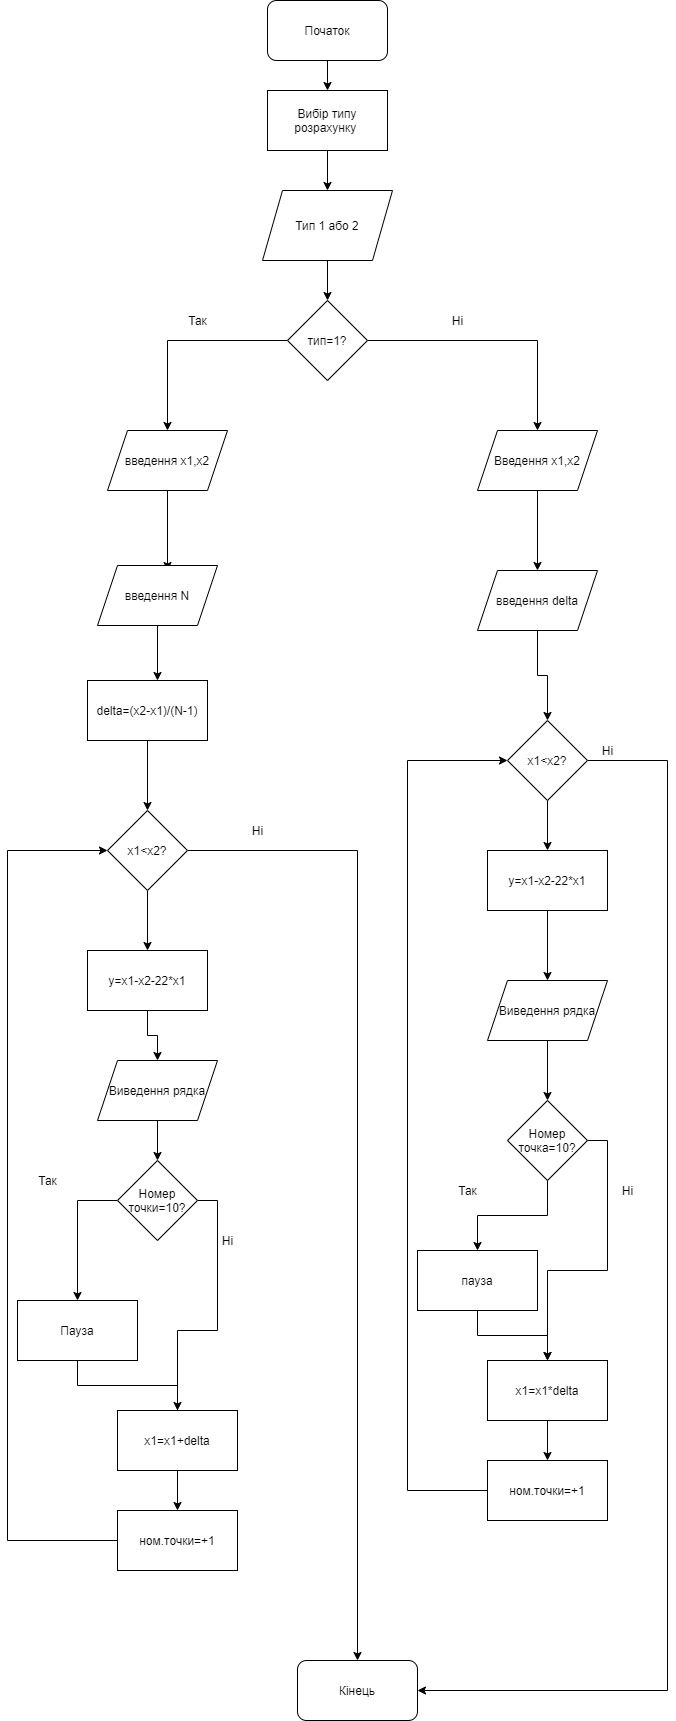 Початок
Вибір типу
розрахунку
Тип 1 або 2
тип=1?
Так
Ні
введення x1,x2
введення N
delta=(x2-x1)/(N-1)
x1<x2?
Ні
y=x1-x2-22*x1
Виведення рядка
Номер
точки=10?
Так
Ні
Пауза
x1=x1+delta
ном.точки=+1
Введення x1,x2
введення delta
x1<x2?
Ні
y=x1-x2-22*x1
Виведення рядка
Номер
точка=10?
Так
Ні
пауза
x1=x1*delta
ном.точки=+1
Кінець